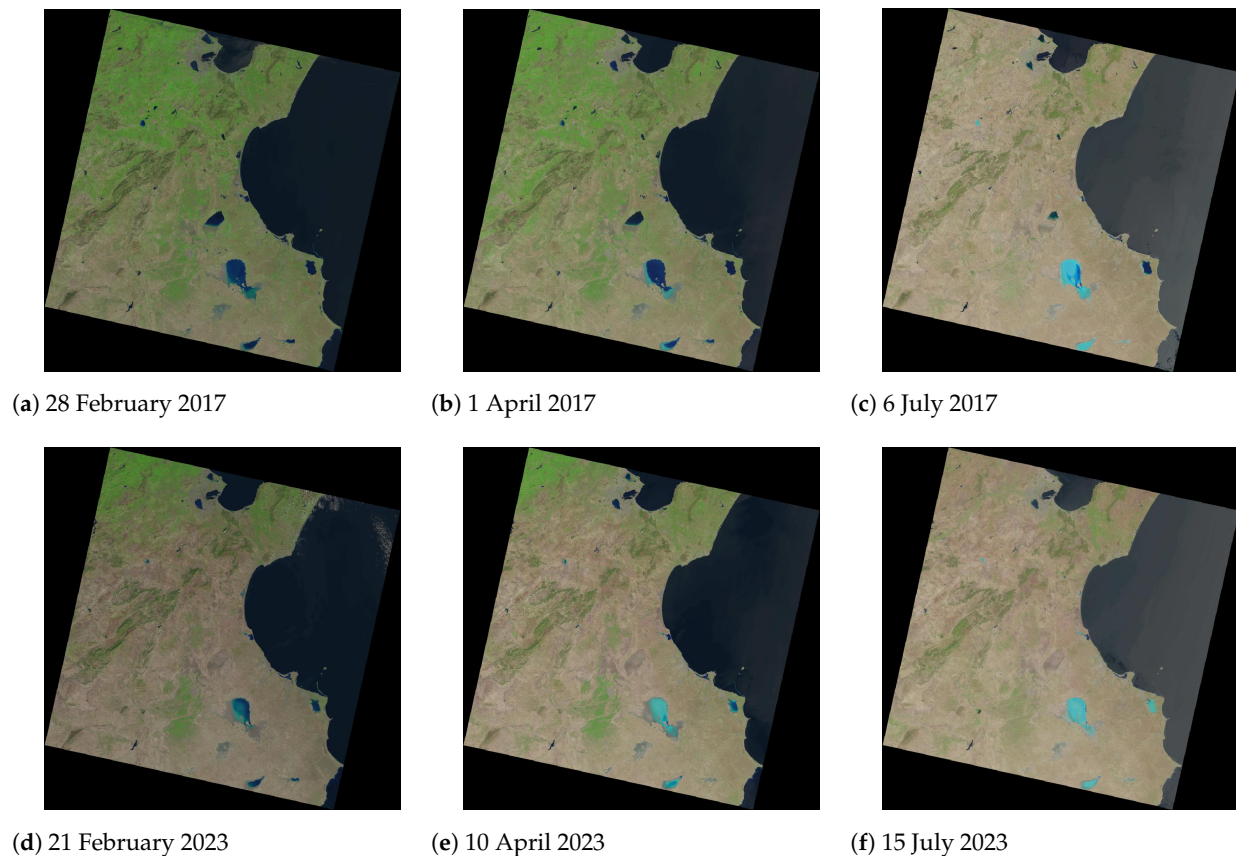 (a) 28 February 2017
(b) 1 April 2017
(c) 6 July 2017
(d) 21 February 2023
(e) 10 April 2023
(f) 15 July 2023